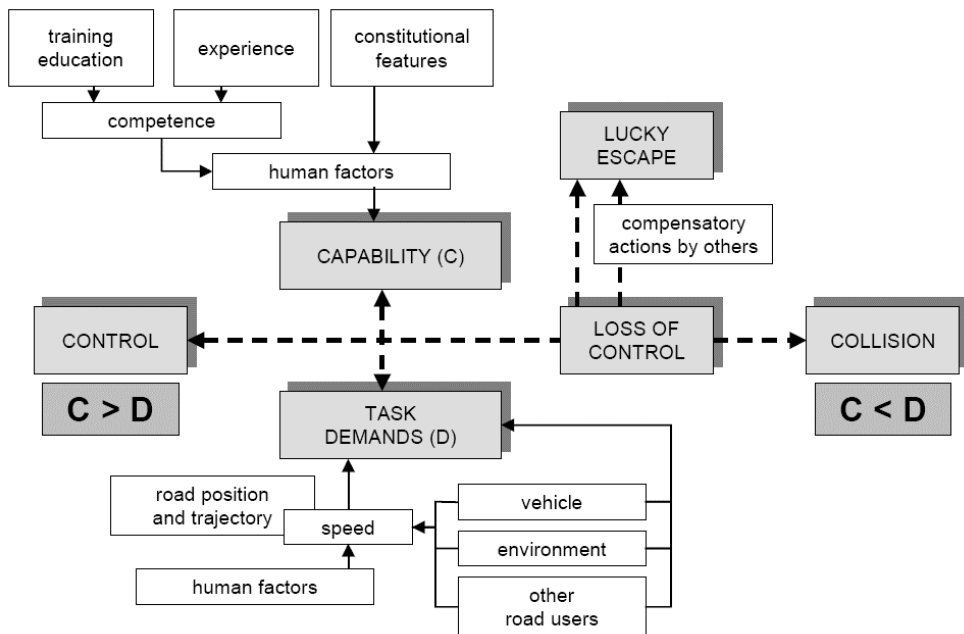 training
education
experience
constitutional
features
competence
human factors
LUCKY
ESCAPE
compensatory
actions by others
CAPABILITY (C)
CONTROL
LOSS OF
CONTROL
COLLISION
C > D
C < D
TASK
DEMANDS (D)
road position
and trajectory
speed
vehicle
environment
human factors
other
road users